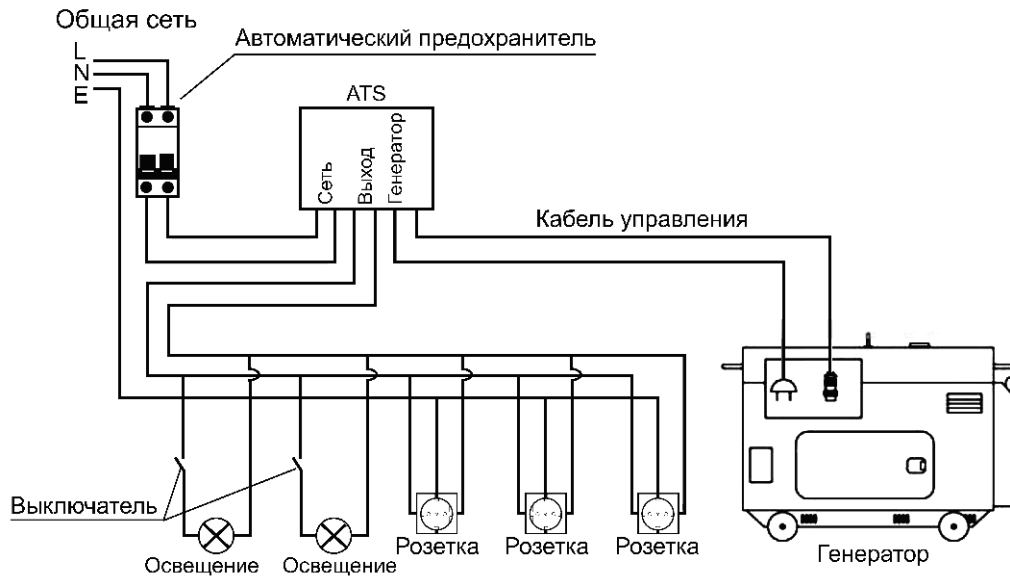 Общая сеть
L
N
E
Автоматический предохранитель
ATS
Сеть
Выход
Генератор
Кабель управления
Выключатель
Освещение
Освещение
Розетка
Розетка
Розетка
Генератор